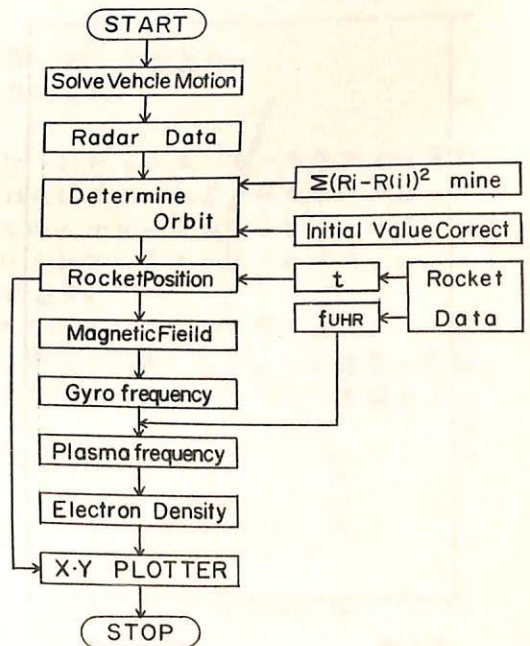 START
Solve Vehcle Motion
Radar Data
Determine
Orbit
Σ(Ri-R(i))² mine
Initial Value Correct
Rocket Position
t
Rocket
Data
fUHR
Magnetic Fieild
Gyro frequency
Plasma frequency
Electron Density
X·Y PLOTTER
STOP